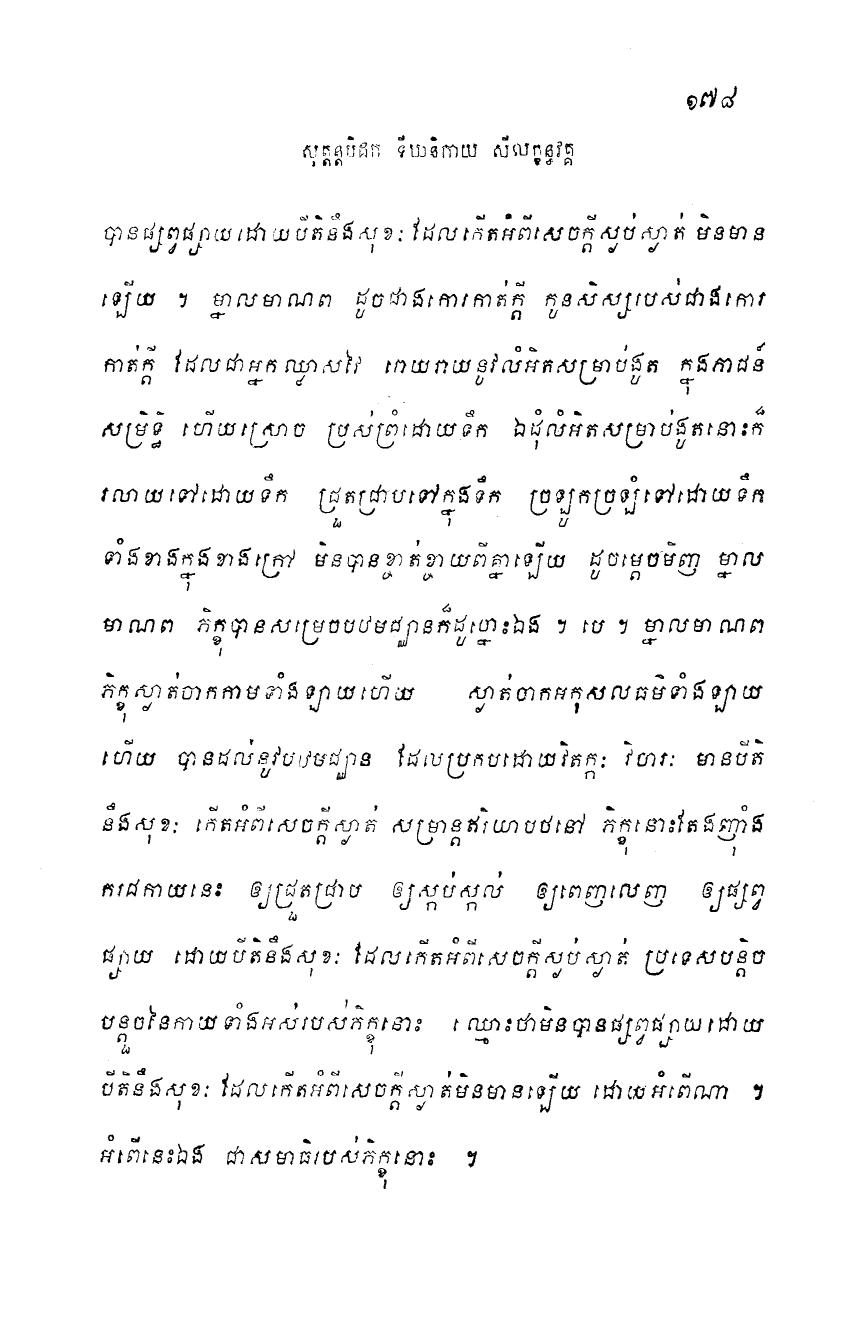 ១៧៨
សុត្តន្តបិដក ទីឃនិកាយ សីលក្ខន្ធវគ្គ
បានផ្សព្វផ្សាយដោយបីតិនឹងសុខៈ ដែលកើតអំពីសេចក្តីស្ងប់ស្ងាត់ មិនមាន
ឡើយ ។ ម្នាលមាណព ដូចជាងកោរកាត់ក្តី កូនសិស្សរបស់ជាងកោរ
កាត់ក្តី ដែលជាអ្នកឈ្លាសវៃ រោយរាយនូវលំអិតសម្រាប់ងូត ក្នុងភាជន៍
សម្រិទ្ធិ ហើយស្រោច ប្រស់ព្រំដោយទឹក ឯដុំលំអិតសម្រាប់ងូតនោះក៏
រលាយទៅដោយទឹក ជ្រួតជ្រាបទៅក្នុងទឹក ច្រឡូកច្រឡំទៅដោយទឹក
ទាំងខាងក្នុងខាងក្រៅ មិនបានខ្ចាត់ខ្ចាយពីគ្នាឡើយ ដូចម្តេចមិញ ម្នាល
មាណព ភិក្ខុបានសម្រេចបឋមជ្ឈានក៏ដូច្នោះឯង ។ បេ ។ ម្នាលមាណព
ភិក្ខុស្ងាត់ចាកកាមទាំងឡាយហើយ ស្ងាត់ចាកអកុសលធម៌ទាំងឡាយ
ហើយ បានដល់នូវបឋមជ្ឈាន ដែលប្រកបដោយវិតក្កៈ វិចារៈ មានបីតិ
នឹងសុខៈ កើតអំពីសេចក្តីស្ងាត់ សម្រាន្តឥរិយាបថនៅ ភិក្ខុនោះតែងញ៉ាំង
ករជកាយនេះ ឲ្យជ្រួតជ្រាប ឲ្យស្កប់ស្កល់ ឲ្យពេញលេញ ឲ្យផ្សព្វ
ផ្សាយ ដោយបីតិនឹងសុខៈ ដែលកើតអំពីសេចក្តីស្ងប់ស្ងាត់ ប្រទេសបន្តិច
បន្តួចនៃកាយទាំងអស់របស់ភិក្ខុនោះ ឈ្មោះថាមិនបានផ្សព្វផ្សាយដោយ
បីតិនឹងសុខៈ ដែលកើតអំពីសេចក្តីស្ងាត់មិនមានឡើយ ដោយអំពើណា ។
អំពើនេះឯង ជាសមាធិរបស់ភិក្ខុនោះ ។